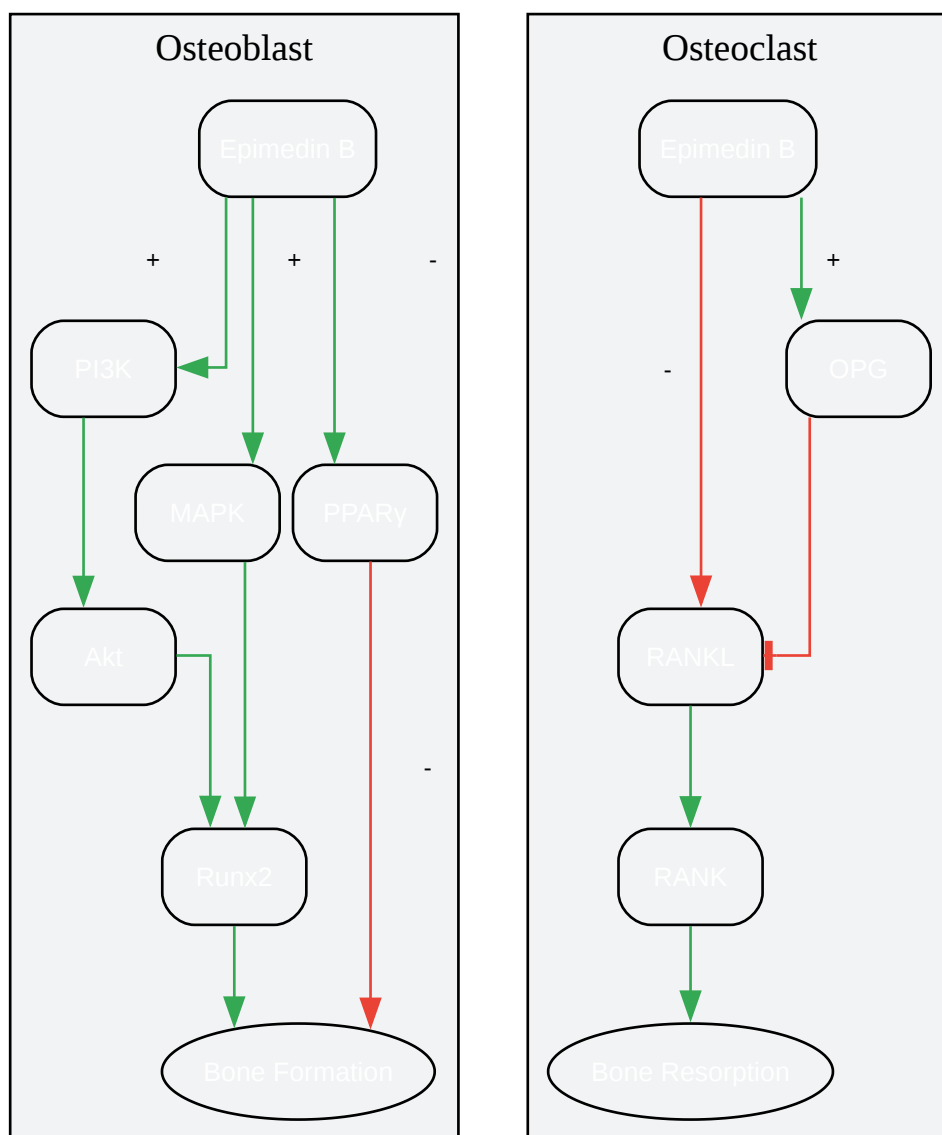 Osteoblast
Epimedin B
+
+
-
PI3K
MAPK
PPARγ
Akt
-
Runx2
Bone Formation
Osteoclast
Epimedin B
+
-
OPG
RANKL
RANK
Bone Resorption